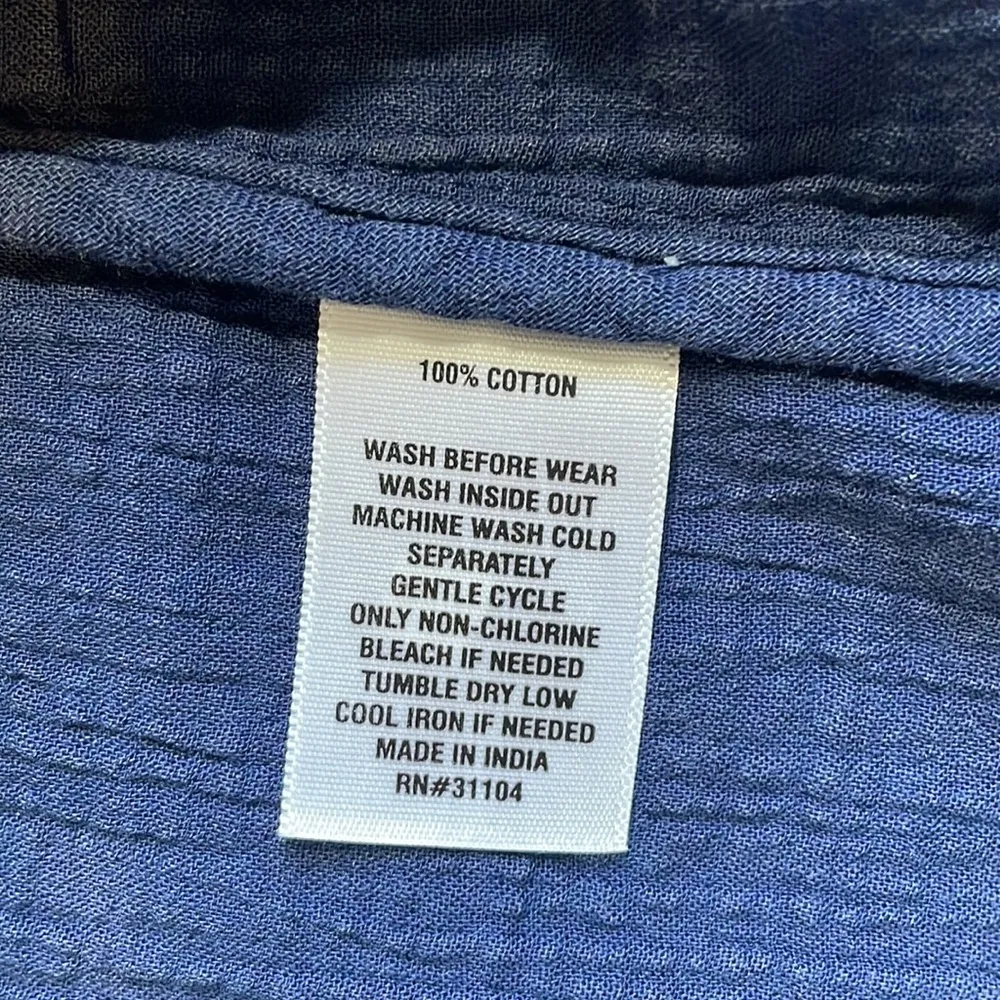 100% COTTON
WASH BEFORE WEAR
WASH INSIDE OUT
MACHINE WASH COLD
SEPARATELY
GENTLE CYCLE
ONLY NON-CHLORINE
BLEACH IF NEEDED
TUMBLE DRY LOW
COOL IRON IF NEEDED
MADE IN INDIA
RN#31104